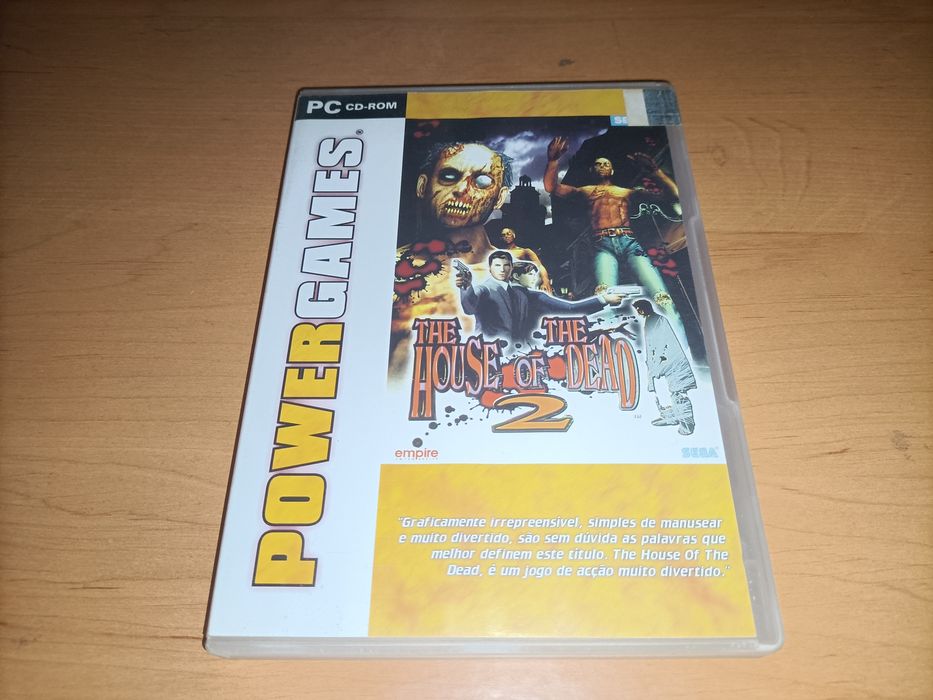 PC CD-ROM
POWERGAMES®
THE HOUSE OF THE DEAD
2
™
empire
SEGA
"Graficamente irrepreensível, simples de manusear
e muito divertido, são sem dúvida as palavras que
melhor definem este título. The House Of The
Dead, é um jogo de acção muito divertido."